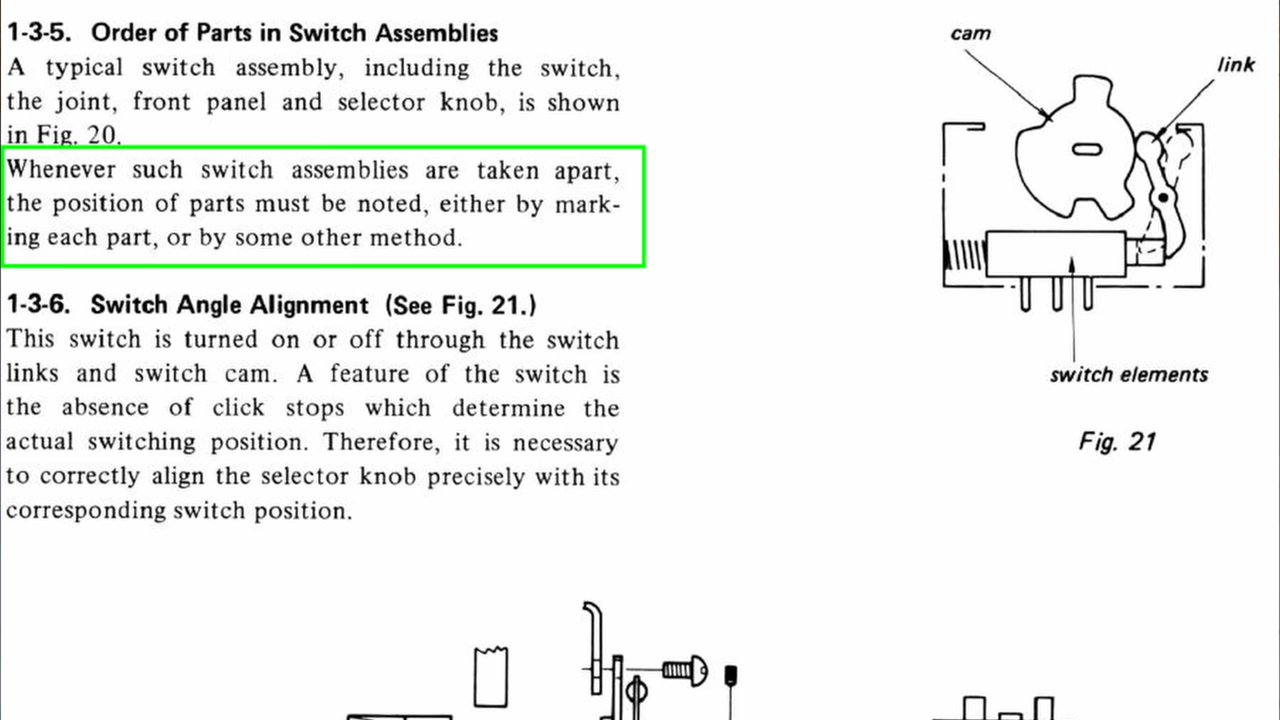 1-3-5. Order of Parts in Switch Assemblies
A typical switch assembly, including the switch,
the joint, front panel and selector knob, is shown
in Fig. 20.
Whenever such switch assemblies are taken apart,
the position of parts must be noted, either by mark-
ing each part, or by some other method.
1-3-6. Switch Angle Alignment (See Fig. 21.)
This switch is turned on or off through the switch
links and switch cam. A feature of the switch is
the absence of click stops which determine the
actual switching position. Therefore, it is necessary
to correctly align the selector knob precisely with its
corresponding switch position.
cam
link
switch elements
Fig. 21